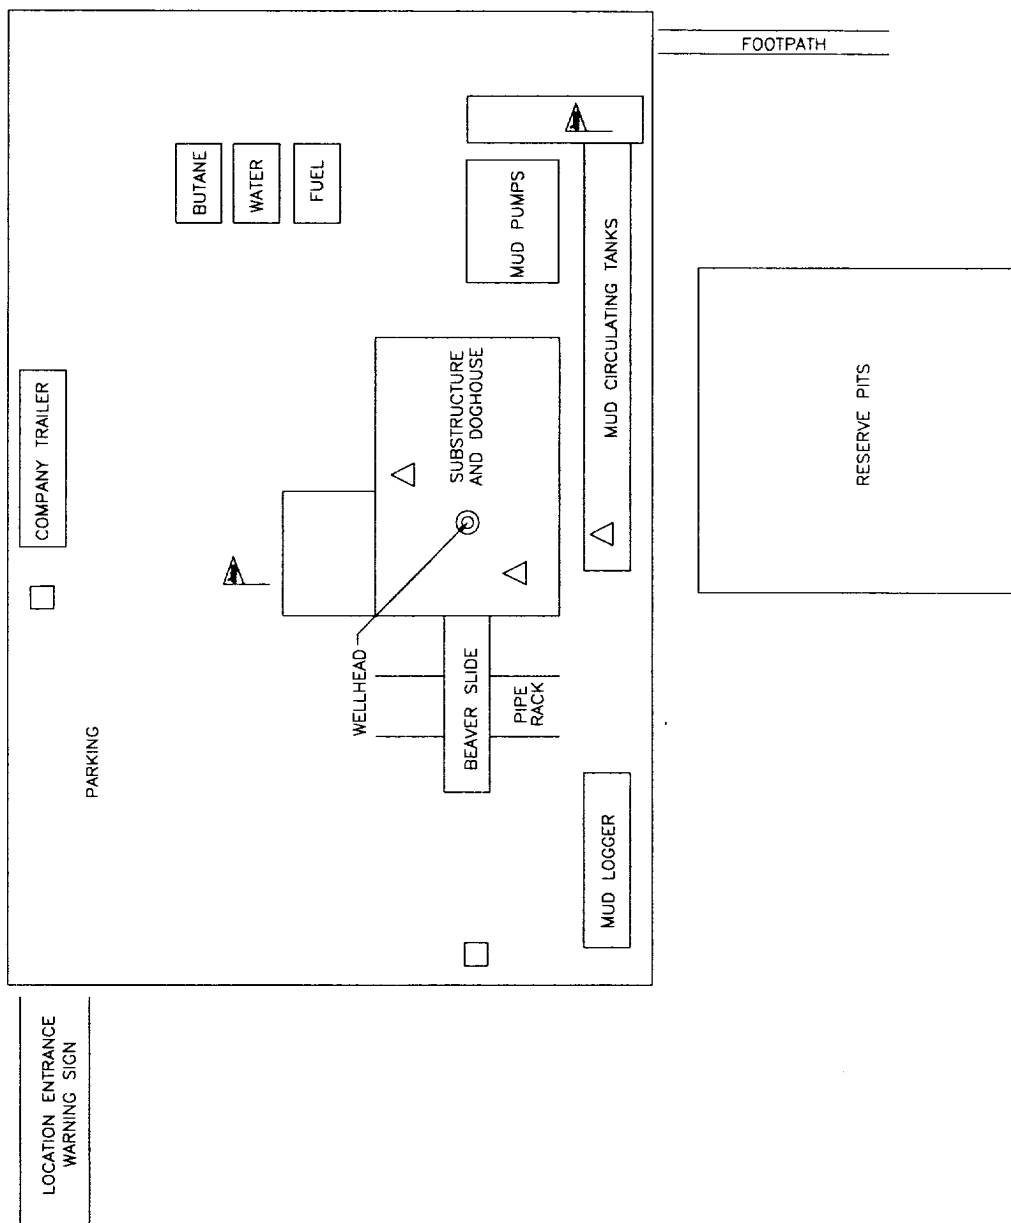 FOOTPATH
BUTANE
WATER
FUEL
MUD PUMPS
MUD CIRCULATING TANKS
COMPANY TRAILER
SUBSTRUCTURE
AND DOGHOUSE
RESERVE PITS
WELLHEAD
BEAVER SLIDE
PIPE
RACK
PARKING
MUD LOGGER
LOCATION ENTRANCE
WARNING SIGN